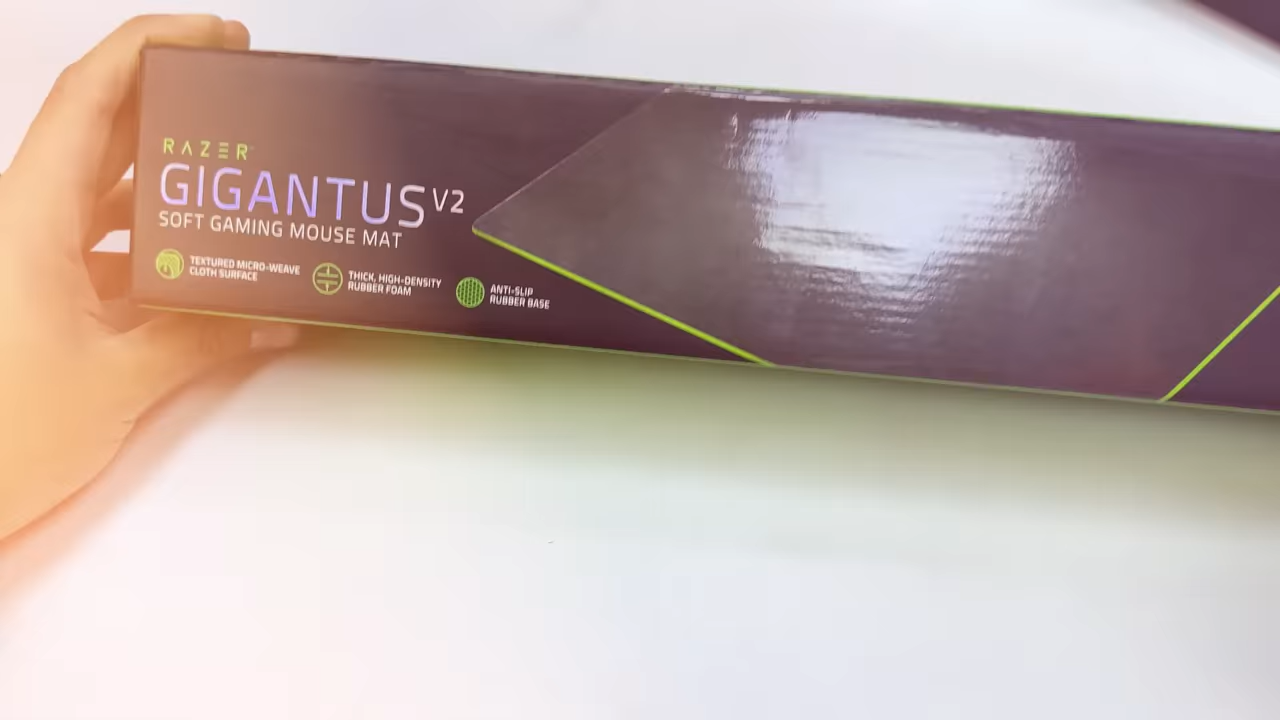 RAZER
GIGANTUS V2
SOFT GAMING MOUSE MAT
TEXTURED MICRO-WEAVE
CLOTH SURFACE
THICK, HIGH-DENSITY
RUBBER FOAM
ANTI-SLIP
RUBBER BASE